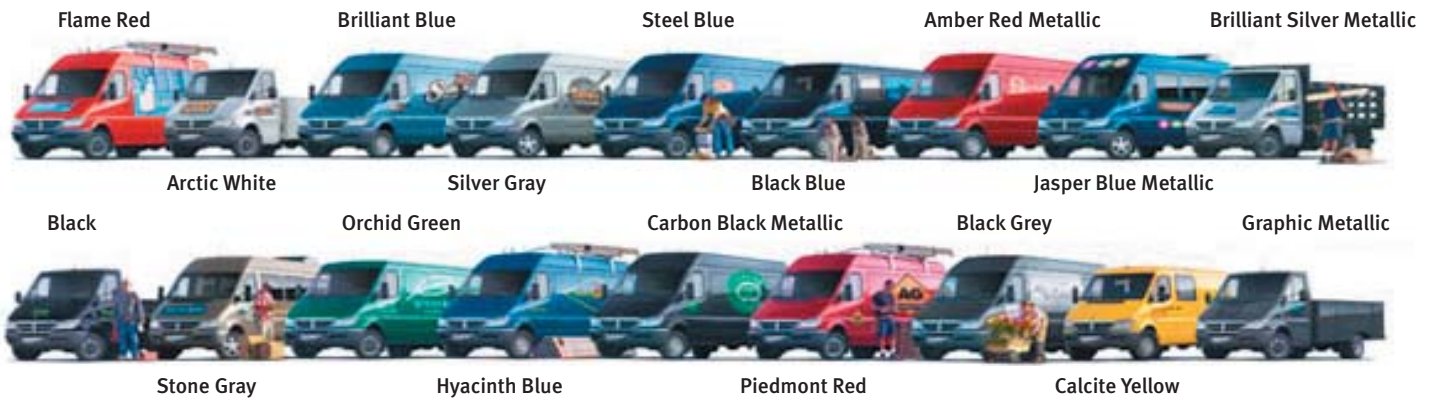 Flame Red Brilliant Blue Steel Blue Amber Red Metallic Brilliant Silver Metallic
Arctic White Silver Gray Black Blue Jasper Blue Metallic
Black Orchid Green Carbon Black Metallic Black Grey Graphic Metallic
AG
Stone Gray Hyacinth Blue Piedmont Red Calcite Yellow